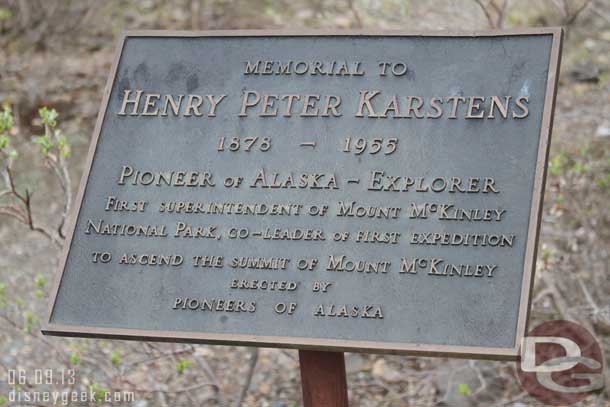 MEMORIAL TO
HENRY PETER KARSTENS
1878 – 1955
PIONEER OF ALASKA – EXPLORER
FIRST SUPERINTENDENT OF MOUNT McKINLEY
NATIONAL PARK, CO-LEADER OF FIRST EXPEDITION
TO ASCEND THE SUMMIT OF MOUNT McKINLEY
ERECTED BY
PIONEERS OF ALASKA
06.09.13
disneygeek.com
DG